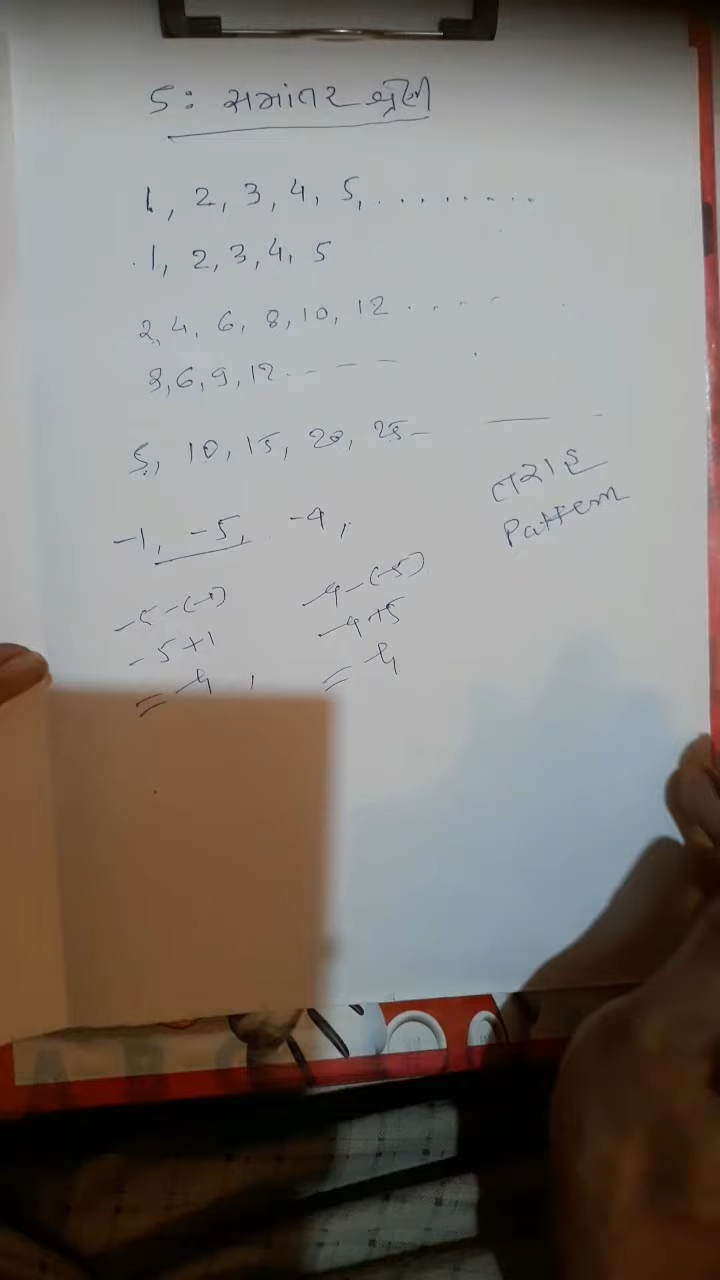 5: સમાંતર શ્રેણી
1, 2, 3, 4, 5, .........
1, 2, 3, 4, 5
2, 4, 6, 8, 10, 12 . . - -
3, 6, 9, 12 - - - -
5, 10, 15, 20, 25 -
તરાહ
Pattern
-1, -5, -9,
-5-(-1)
-5+1
= -4,
-9-(-5)
-9+5
= -4